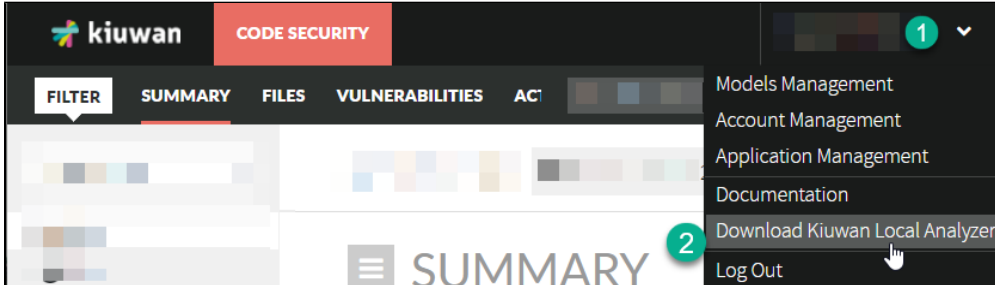 kiuwan CODE SECURITY 1
FILTER SUMMARY FILES VULNERABILITIES
Models Management
Account Management
Application Management
Documentation
2 Download Kiuwan Local Analyzer
SUMMARY
Log Out